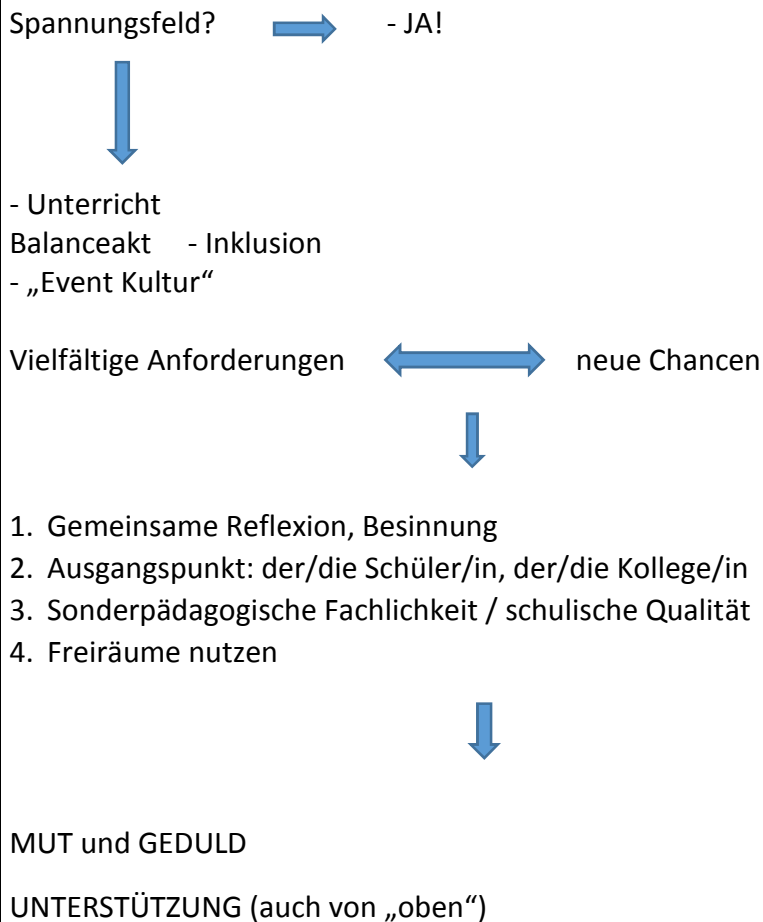 Spannungsfeld? - JA!
- Unterricht
Balanceakt - Inklusion
- „Event Kultur“
Vielfältige Anforderungen neue Chancen
1. Gemeinsame Reflexion, Besinnung
2. Ausgangspunkt: der/die Schüler/in, der/die Kollege/in
3. Sonderpädagogische Fachlichkeit / schulische Qualität
4. Freiräume nutzen
MUT und GEDULD
UNTERSTÜTZUNG (auch von „oben“)